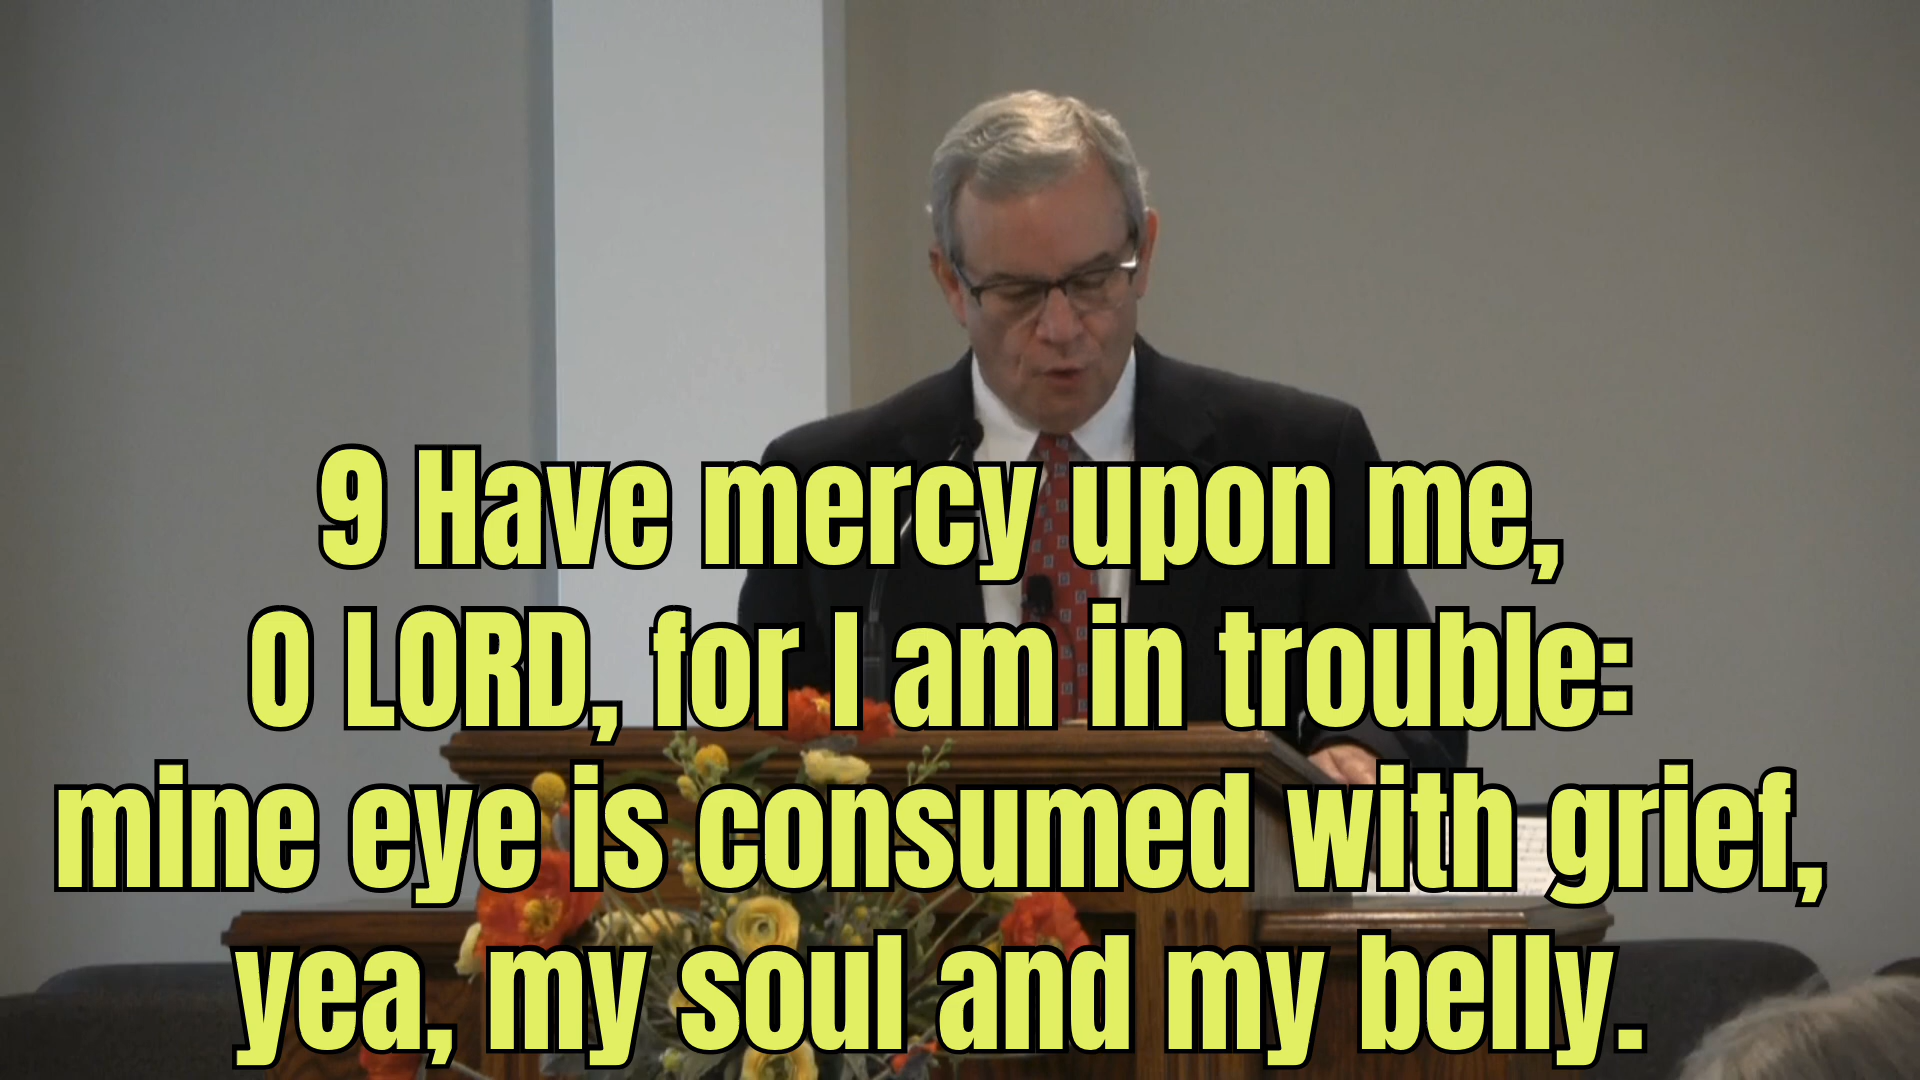 9 Have mercy upon me,
O LORD, for I am in trouble:
mine eye is consumed with grief,
yea, my soul and my belly.